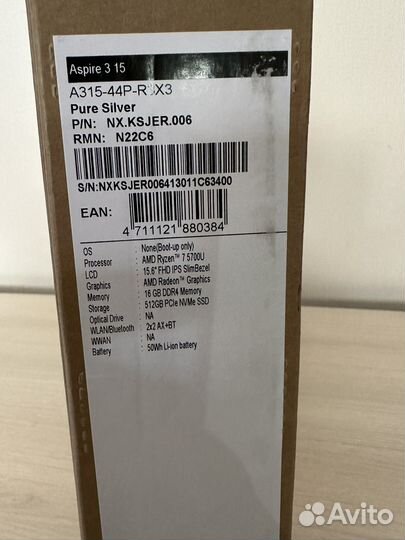 Aspire 3 15
Pure Silver
P/N: NX.KSJER.006
RMN: N22C6
S/N:NXKSJER006413011C63400
EAN:
4 711121 880384
OS : None(Boot-up only)
Processor : AMD Ryzen™ 7 5700U
LCD : 15.6" FHD IPS SlimBezel
Graphics : AMD Radeon™ Graphics
Memory : 16 GB DDR4 Memory
Storage : 512GB PCIe NVMe SSD
Optical Drive : NA
WLAN/Bluetooth : 2x2 AX+BT
WWAN : NA
Battery : 50Wh Li-ion battery
Avito